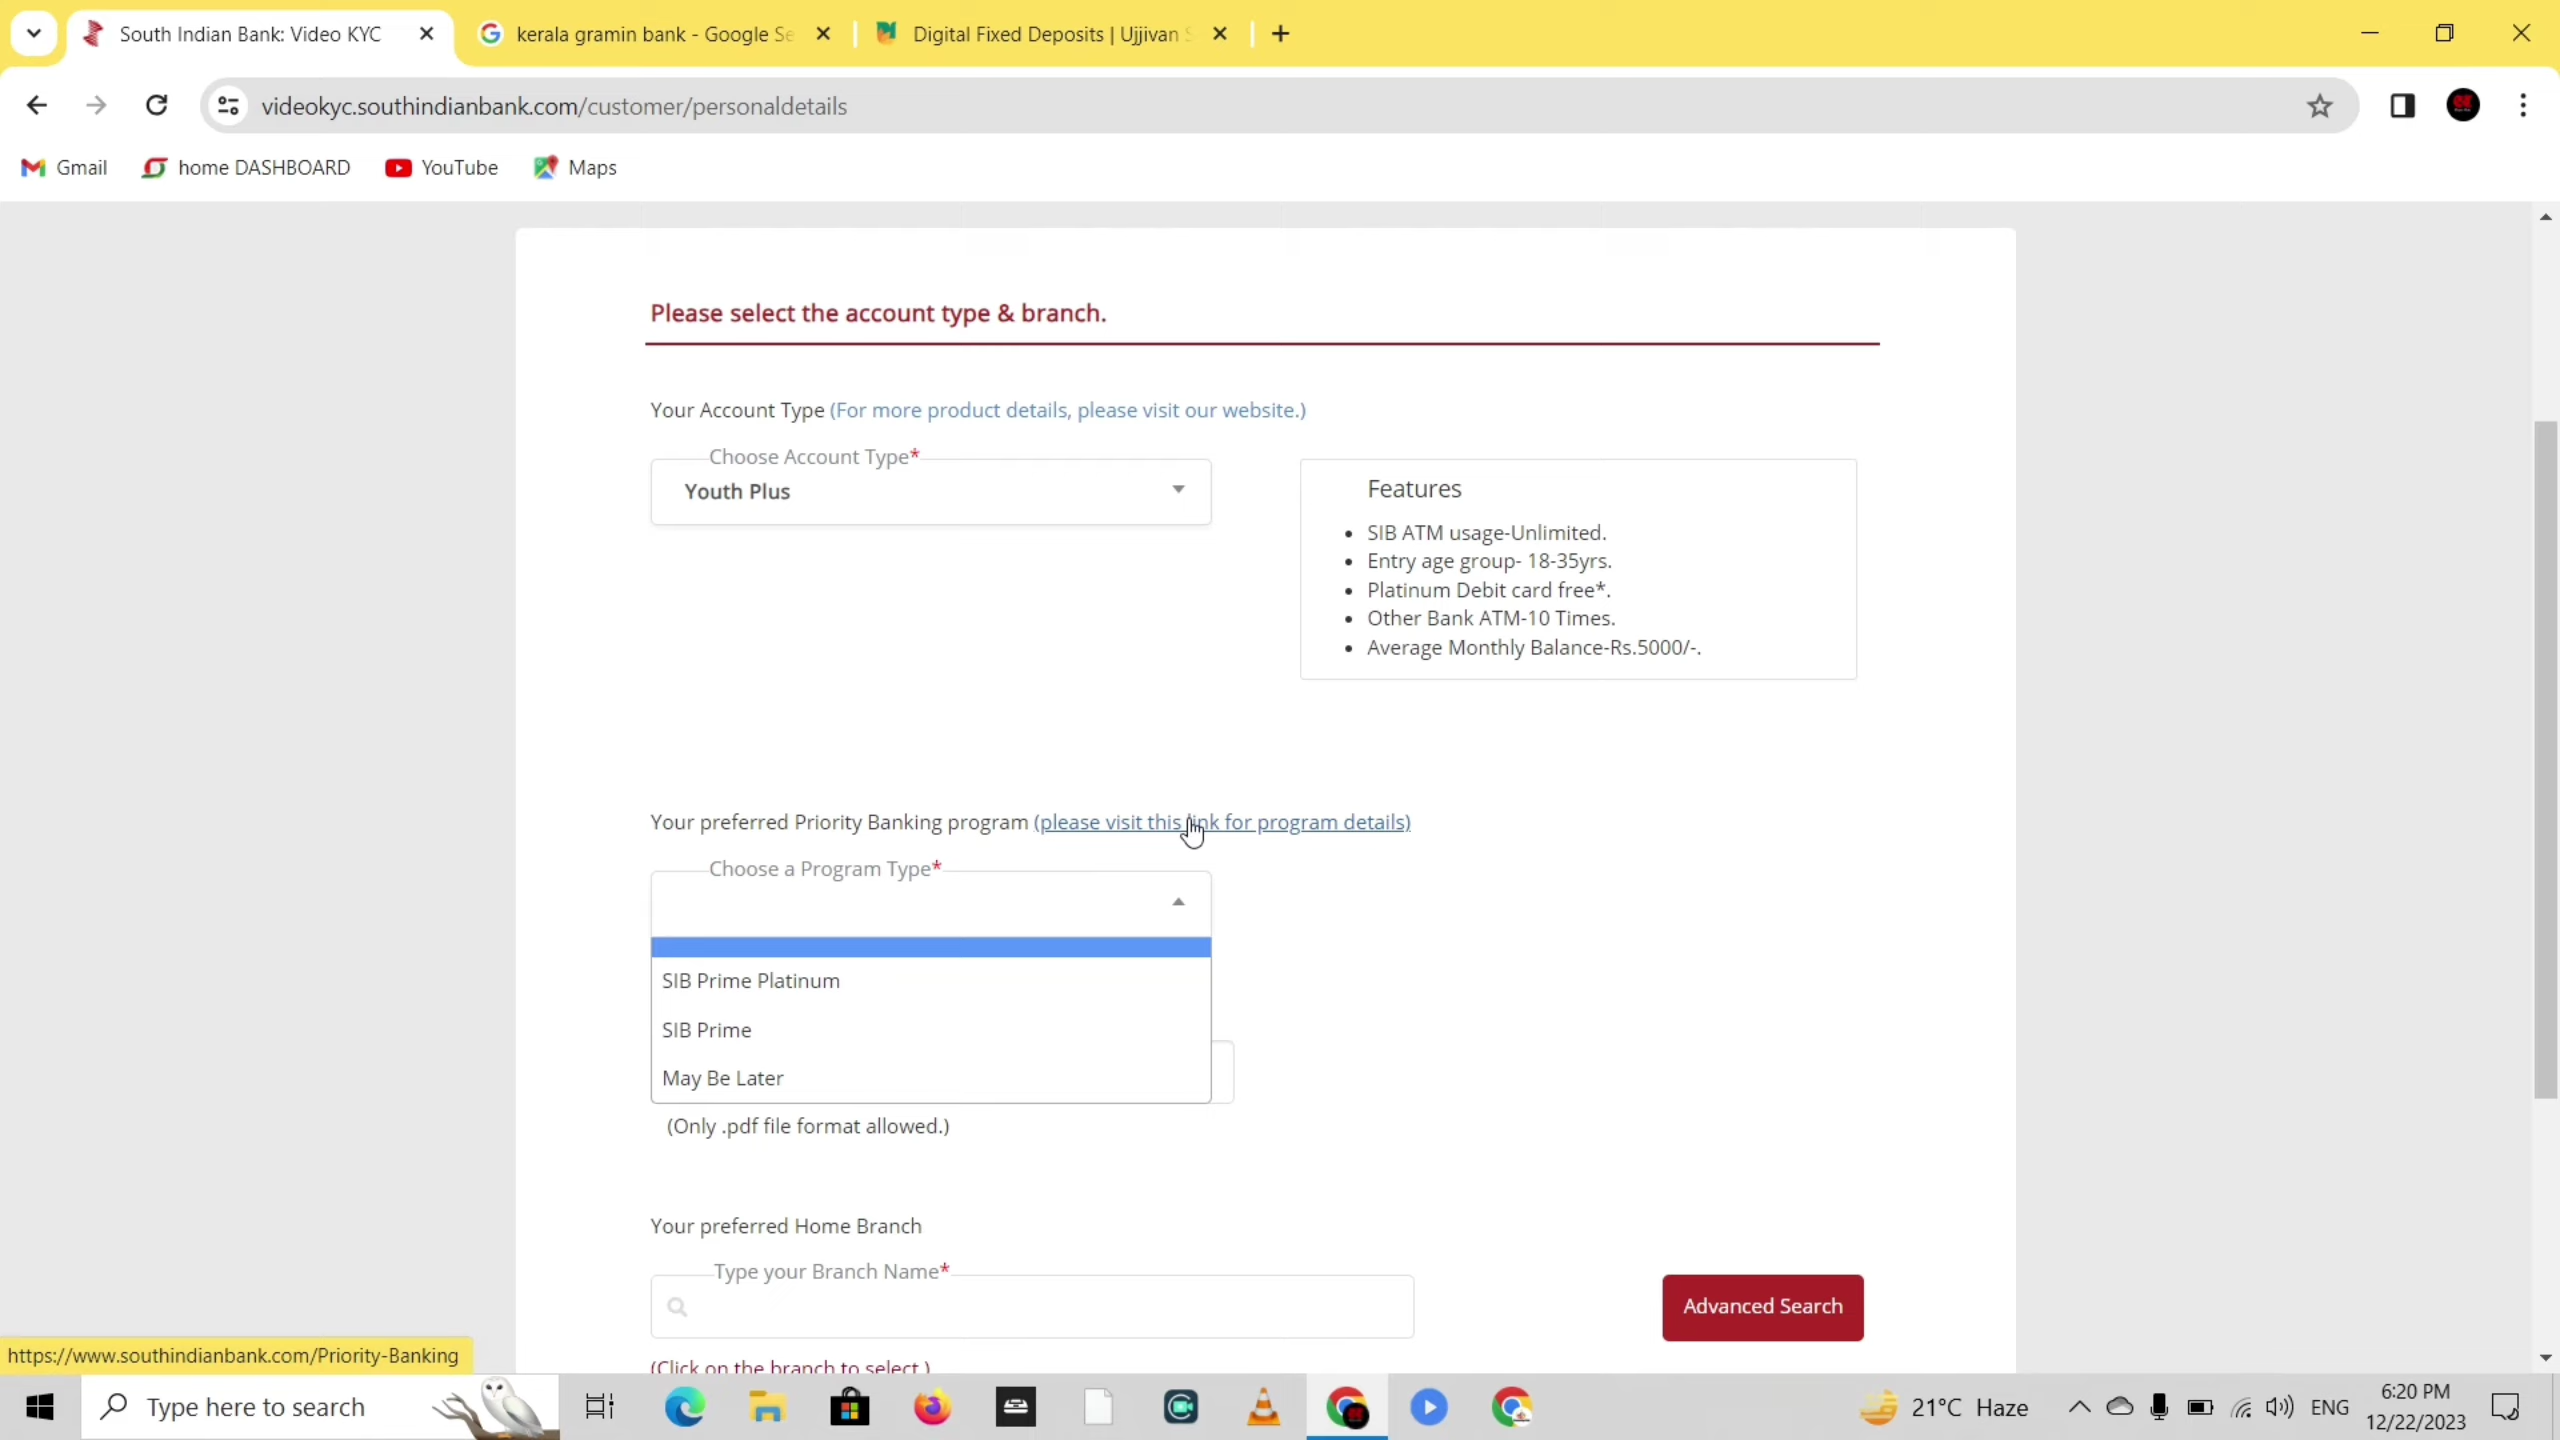 South Indian Bank: Video KYC
kerala gramin bank - Google Se
Digital Fixed Deposits | Ujjivan S
videokyc.southindianbank.com/customer/personaldetails
Gmail
home DASHBOARD
YouTube
Maps
Please select the account type & branch.
Your Account Type (For more product details, please visit our website.)
Choose Account Type*
Youth Plus
Features
• SIB ATM usage-Unlimited.
• Entry age group- 18-35yrs.
• Platinum Debit card free*.
• Other Bank ATM-10 Times.
• Average Monthly Balance-Rs.5000/-.
Your preferred Priority Banking program (please visit this link for program details)
Choose a Program Type*
SIB Prime Platinum
SIB Prime
May Be Later
(Only .pdf file format allowed.)
Your preferred Home Branch
Type your Branch Name*
Advanced Search
(Click on the branch to select.)
https://www.southindianbank.com/Priority-Banking
Type here to search
21°C Haze
ENG
6:20 PM
12/22/2023